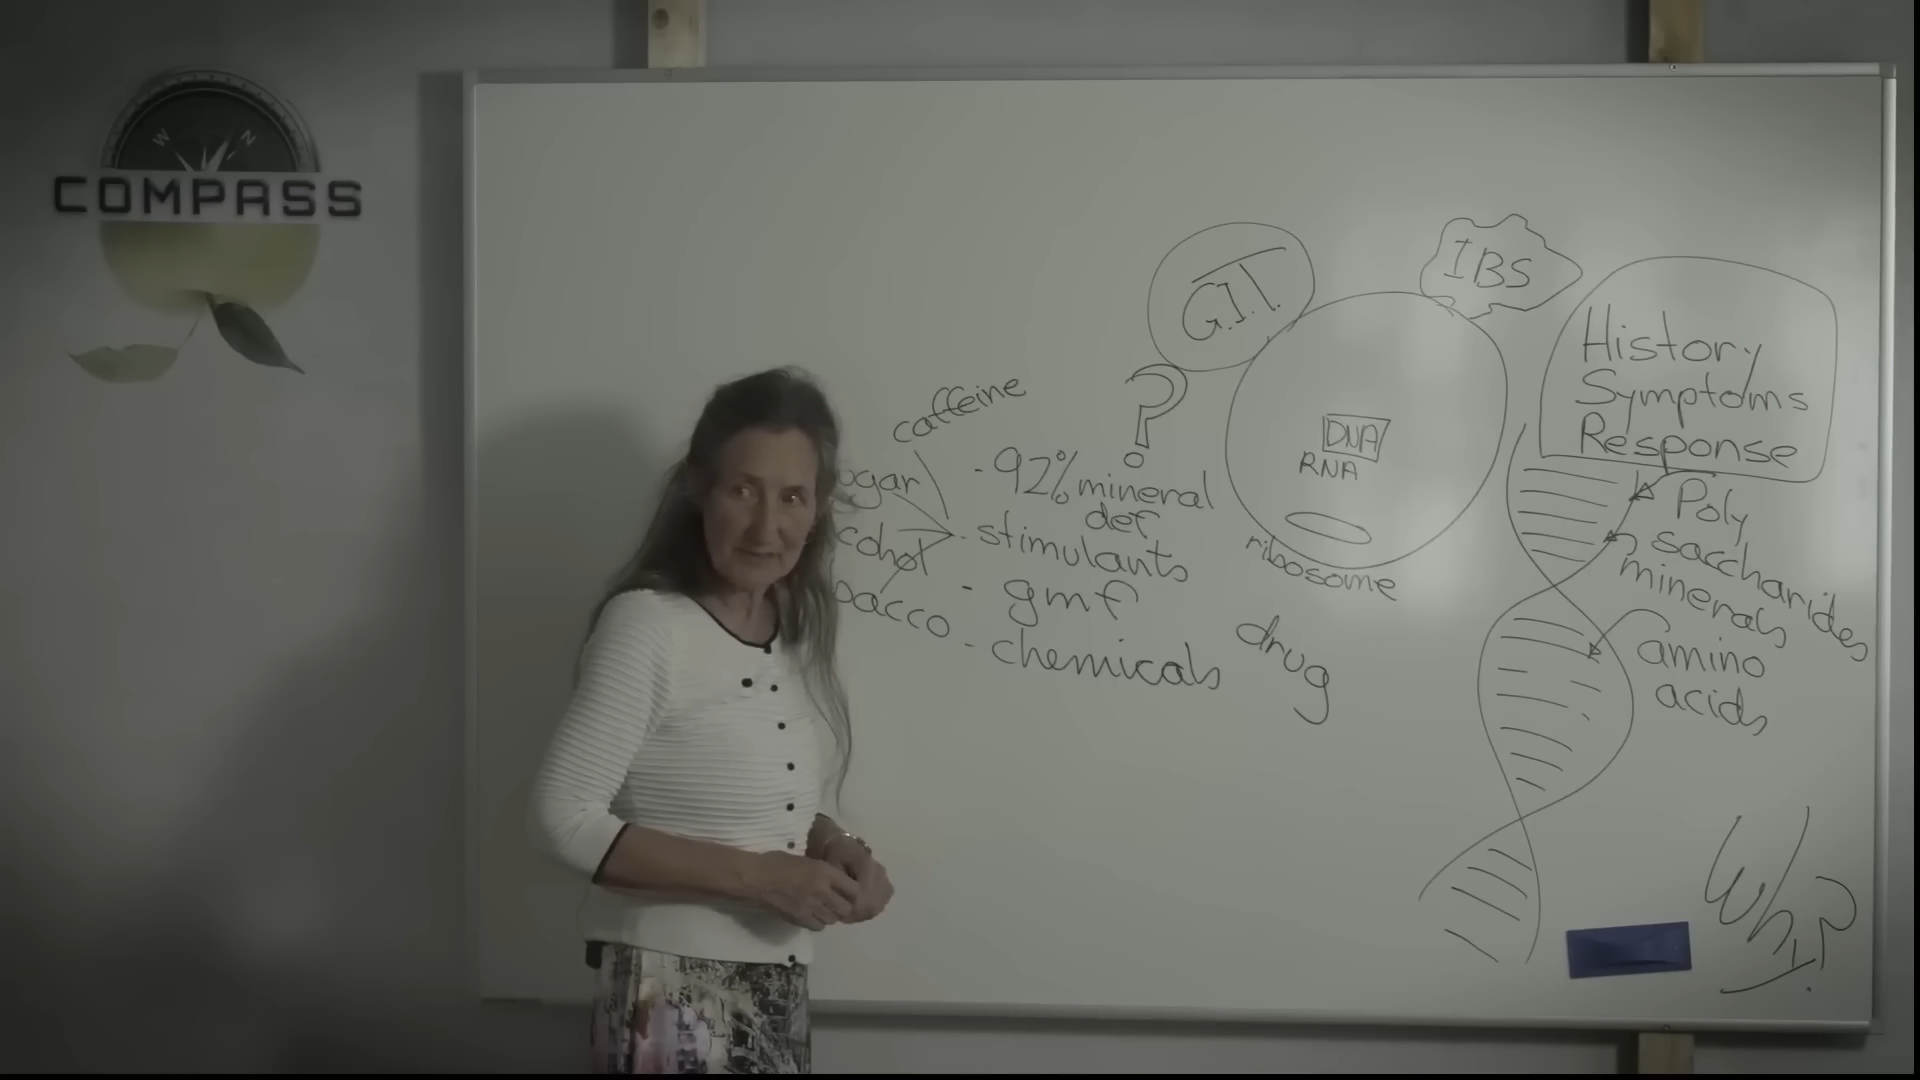 W N
COMPASS
G.I.T.
IBS
History
Symptoms
Response
caffeine
DNA
RNA
- 92% mineral
def
- stimulants
- gmf
- chemicals
ribosome
drug
Poly
saccharides
minerals
amino
acids
Why?